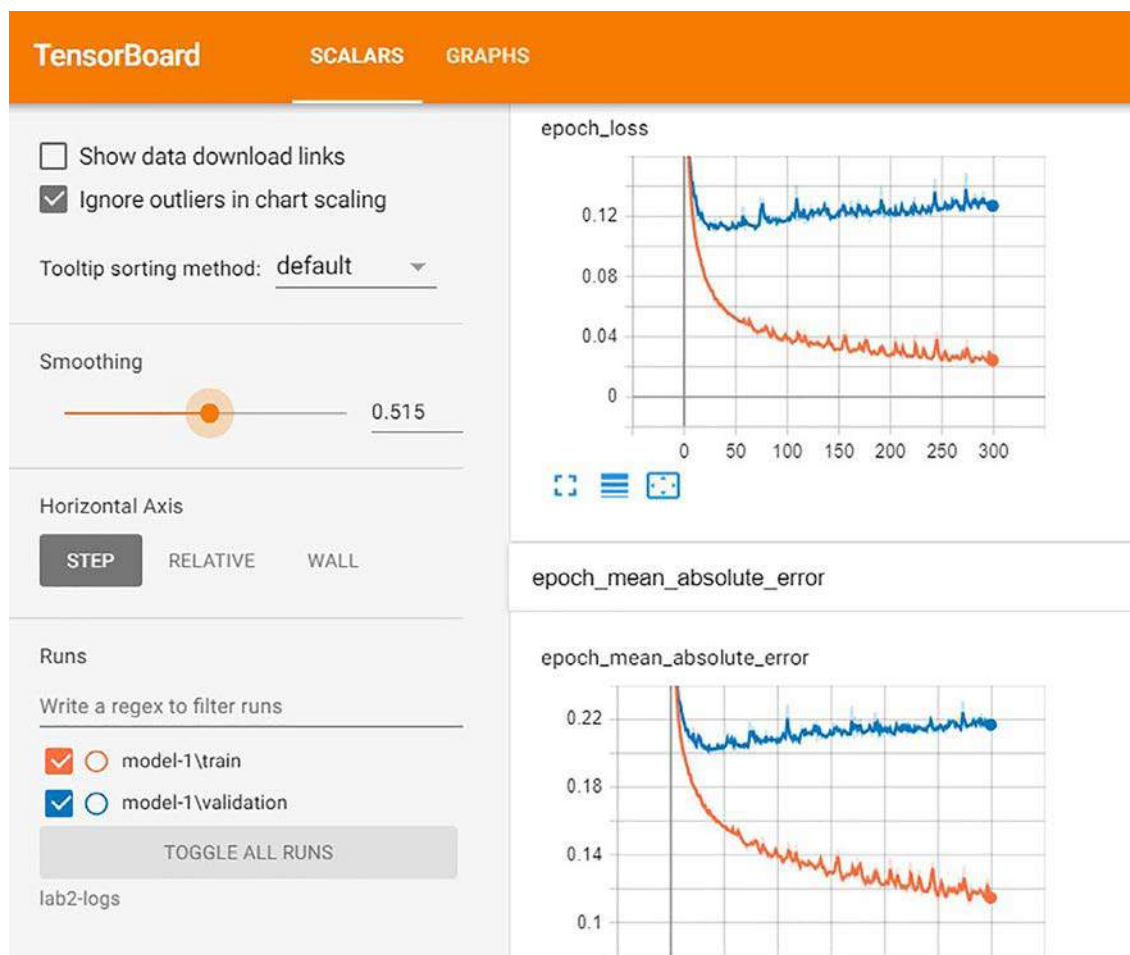 TensorBoard SCALARS GRAPHS
Show data download links
Ignore outliers in chart scaling
Tooltip sorting method: default
Smoothing
0.515
Horizontal Axis
STEP RELATIVE WALL
Runs
Write a regex to filter runs
model-1\train
model-1\validation
TOGGLE ALL RUNS
lab2-logs
epoch_loss
0.12
0.08
0.04
0
0 50 100 150 200 250 300
epoch_mean_absolute_error
epoch_mean_absolute_error
0.22
0.18
0.14
0.1